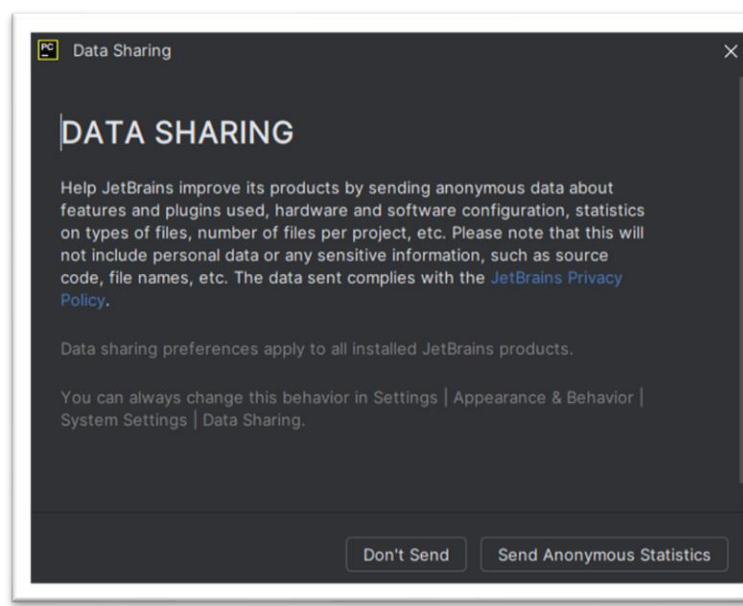 PC Data Sharing
DATA SHARING
Help JetBrains improve its products by sending anonymous data about
features and plugins used, hardware and software configuration, statistics
on types of files, number of files per project, etc. Please note that this will
not include personal data or any sensitive information, such as source
code, file names, etc. The data sent complies with the JetBrains Privacy
Policy.
Data sharing preferences apply to all installed JetBrains products.
You can always change this behavior in Settings | Appearance & Behavior |
System Settings | Data Sharing.
Don't Send Send Anonymous Statistics